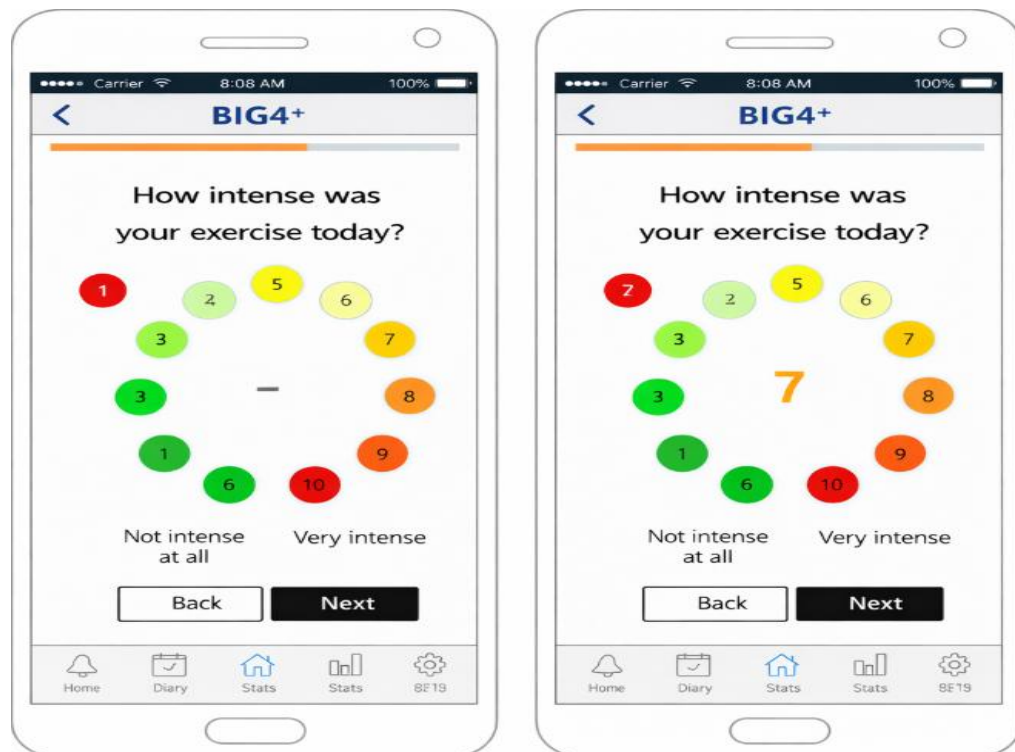 Carrier 8:08 AM 100%
BIG4+
How intense was
your exercise today?
1
2
5
6
3
7
-
3
8
1
9
6
10
Not intense
at all
Very intense
Back
Next
Home
Diary
Stats
Stats
Carrier 8:08 AM 100%
BIG4+
How intense was
your exercise today?
2
5
6
3
7
7
3
8
1
9
6
10
Not intense
at all
Very intense
Back
Next
Home
Diary
Stats
Stats